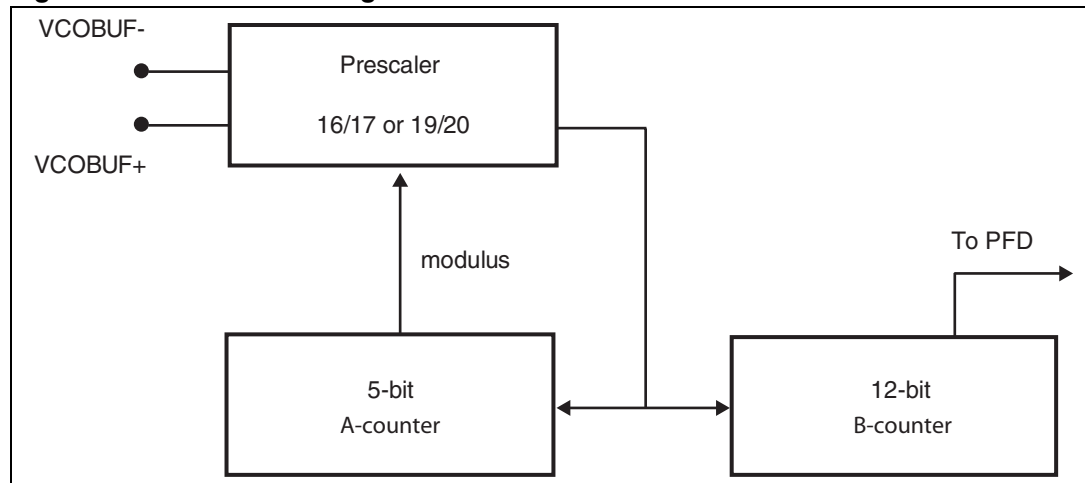 VCOBUF-
Prescaler
16/17 or 19/20
VCOBUF+
modulus
To PFD
5-bit
A-counter
12-bit
B-counter